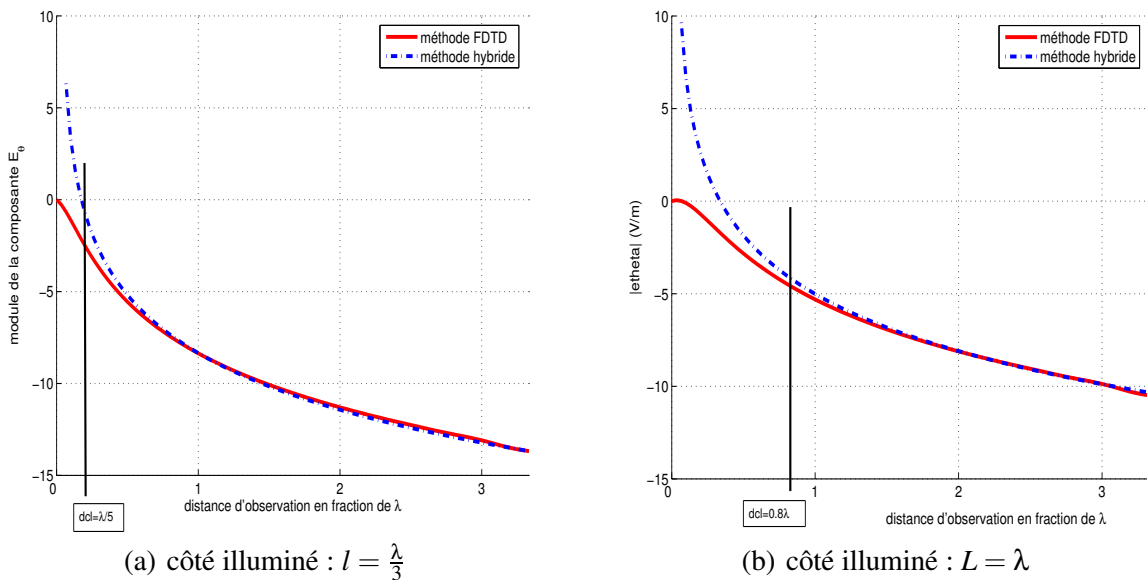 10
5
0
−5
−10
−15
0
1
2
3
module de la composante E_θ
distance d'observation en fraction de λ
méthode FDTD
méthode hybride
dcl=λ/5
(a) côté illuminé : l = λ/3
10
5
0
−5
−10
−15
0
1
2
3
|etheta| (V/m)
distance d'observation en fraction de λ
méthode FDTD
méthode hybride
dcl=0.8λ
(b) côté illuminé : L = λ